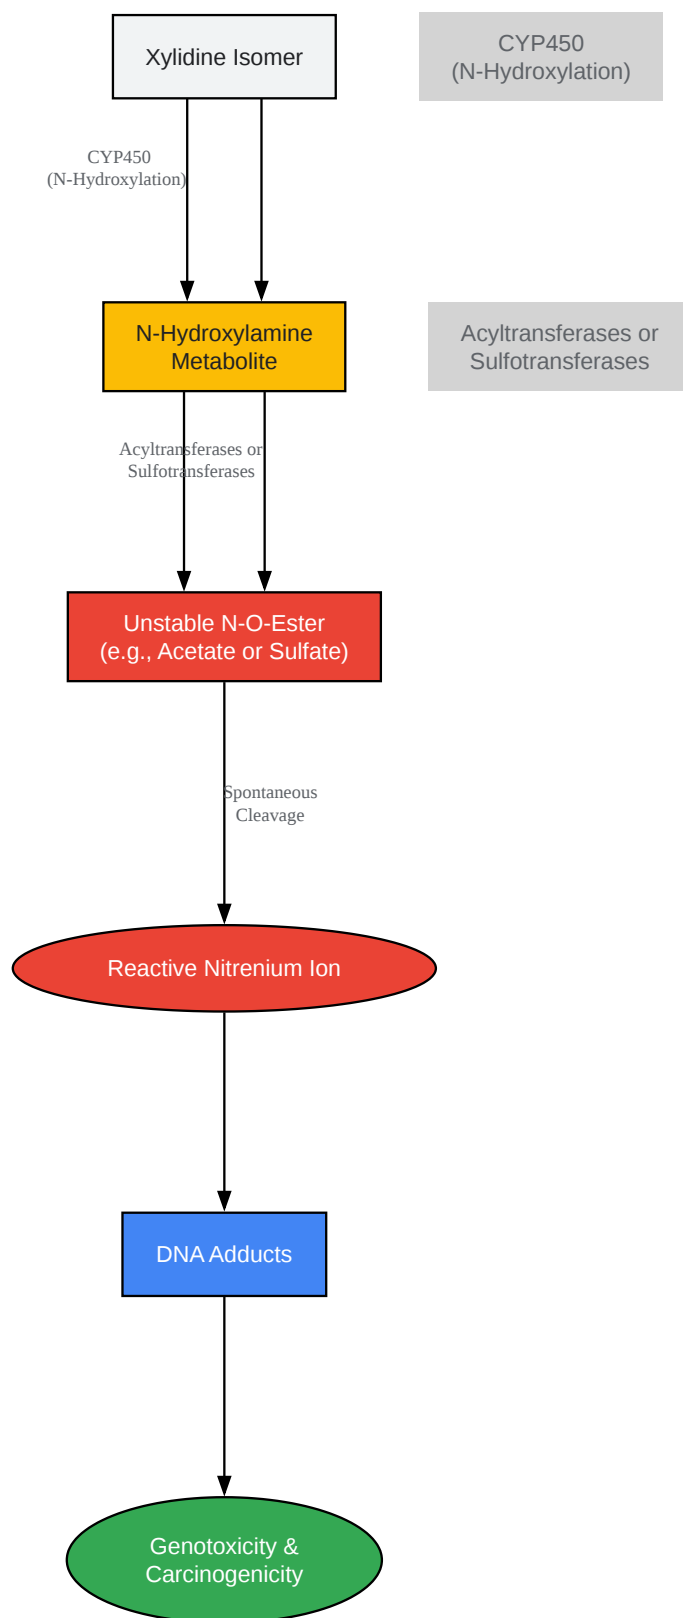 Xylidine Isomer
CYP450
(N-Hydroxylation)
CYP450
(N-Hydroxylation)
N-Hydroxylamine
Metabolite
Acyltransferases or
Sulfotransferases
Acyltransferases or
Sulfotransferases
Unstable N-O-Ester
(e.g., Acetate or Sulfate)
Spontaneous
Cleavage
Reactive Nitrenium Ion
DNA Adducts
Genotoxicity &
Carcinogenicity